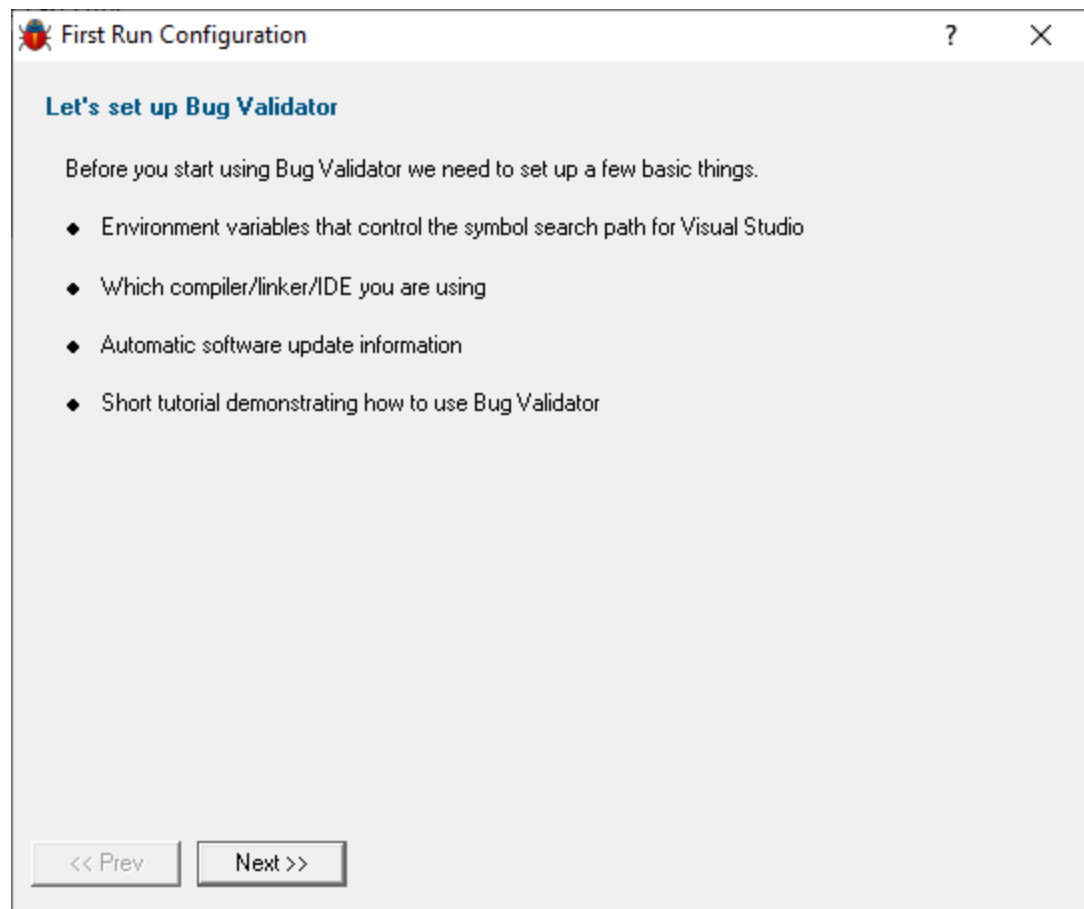 First Run Configuration
?
Let's set up Bug Validator
Before you start using Bug Validator we need to set up a few basic things.
Environment variables that control the symbol search path for Visual Studio
Which compiler/linker/IDE you are using
Automatic software update information
Short tutorial demonstrating how to use Bug Validator
<< Prev
Next >>